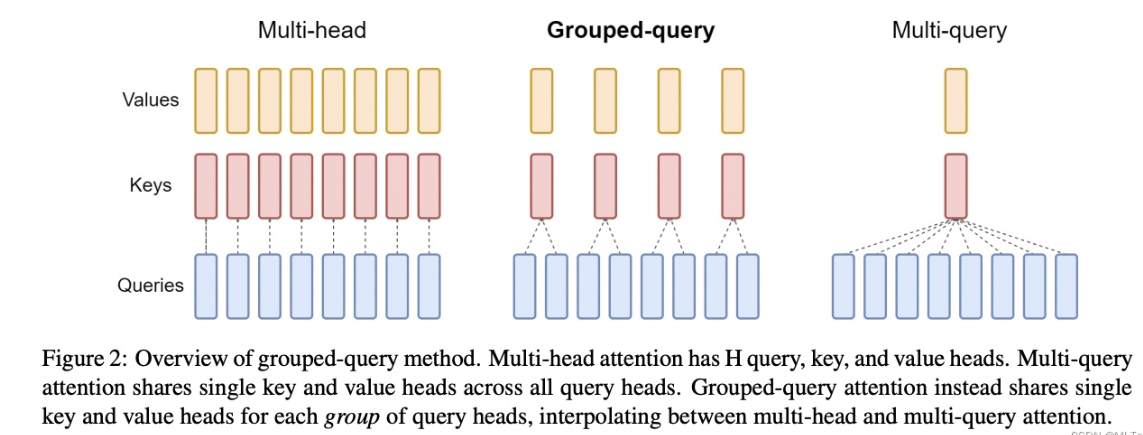 Multi-head Grouped-query Multi-query
Values
Keys
Queries
Figure 2: Overview of grouped-query method. Multi-head attention has H query, key, and value heads. Multi-query
attention shares single key and value heads across all query heads. Grouped-query attention instead shares single
key and value heads for each group of query heads, interpolating between multi-head and multi-query attention.